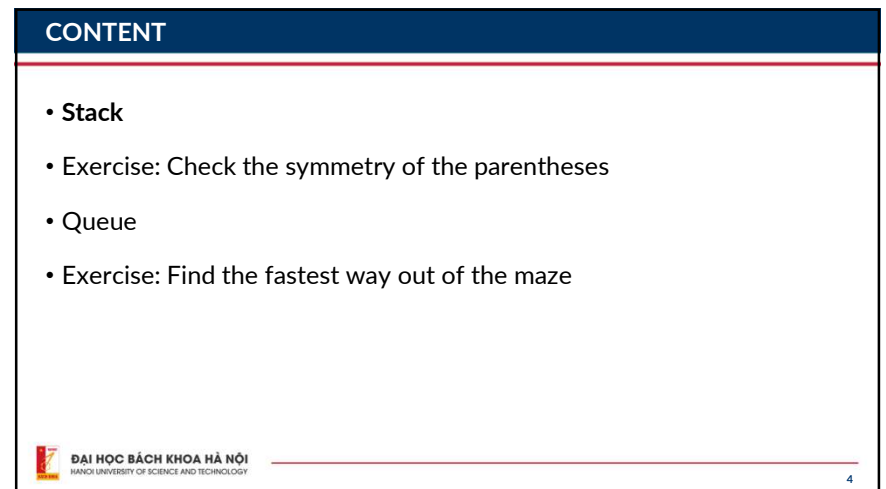 CONTENT
• Stack
• Exercise: Check the symmetry of the parentheses
• Queue
• Exercise: Find the fastest way out of the maze
ĐẠI HỌC BÁCH KHOA HÀ NỘI
HANOI UNIVERSITY OF SCIENCE AND TECHNOLOGY
4